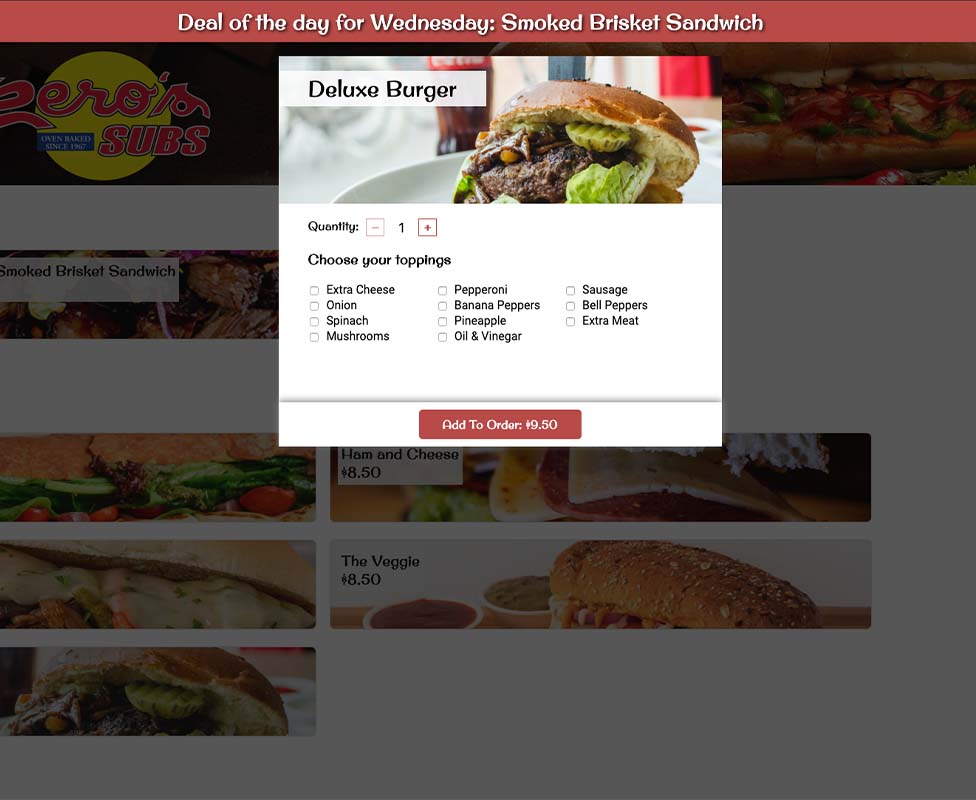 Deal of the day for Wednesday: Smoked Brisket Sandwich
Zero's
SUBS
OVEN BAKED
SINCE 1967
Deluxe Burger
Quantity: − 1 +
Choose your toppings
Smoked Brisket Sandwich
Extra Cheese Pepperoni Sausage
Onion Banana Peppers Bell Peppers
Spinach Pineapple Extra Meat
Mushrooms Oil & Vinegar
Add To Order: $9.50
Ham and Cheese
$8.50
The Veggie
$8.50